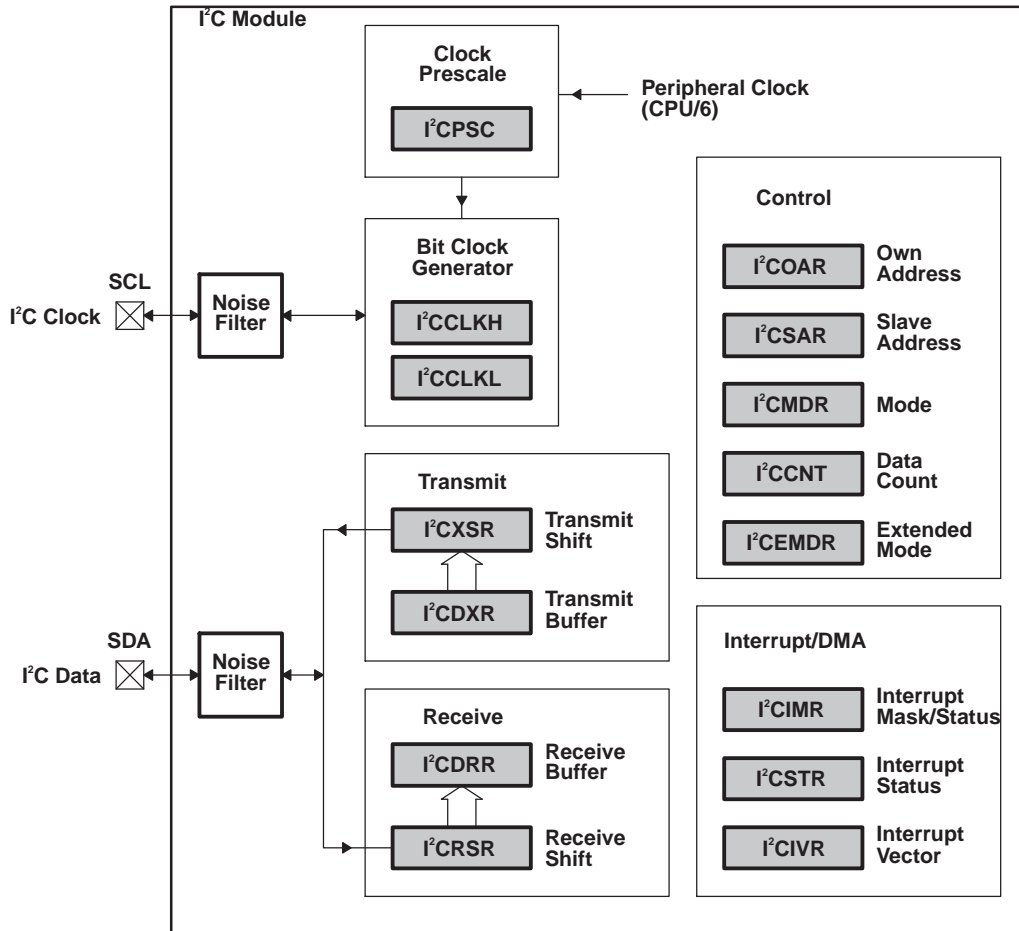 I²C Module
Clock
Prescale
I²CPSC
Peripheral Clock
(CPU/6)
Bit Clock
Generator
I²CCLKH
I²CCLKL
SCL
I²C Clock
Noise
Filter
Control
I²COAR
Own
Address
I²CSAR
Slave
Address
I²CMDR
Mode
I²CCNT
Data
Count
I²CEMDR
Extended
Mode
Transmit
I²CXSR
Transmit
Shift
I²CDXR
Transmit
Buffer
SDA
I²C Data
Noise
Filter
Receive
I²CDRR
Receive
Buffer
I²CRSR
Receive
Shift
Interrupt/DMA
I²CIMR
Interrupt
Mask/Status
I²CSTR
Interrupt
Status
I²CIVR
Interrupt
Vector